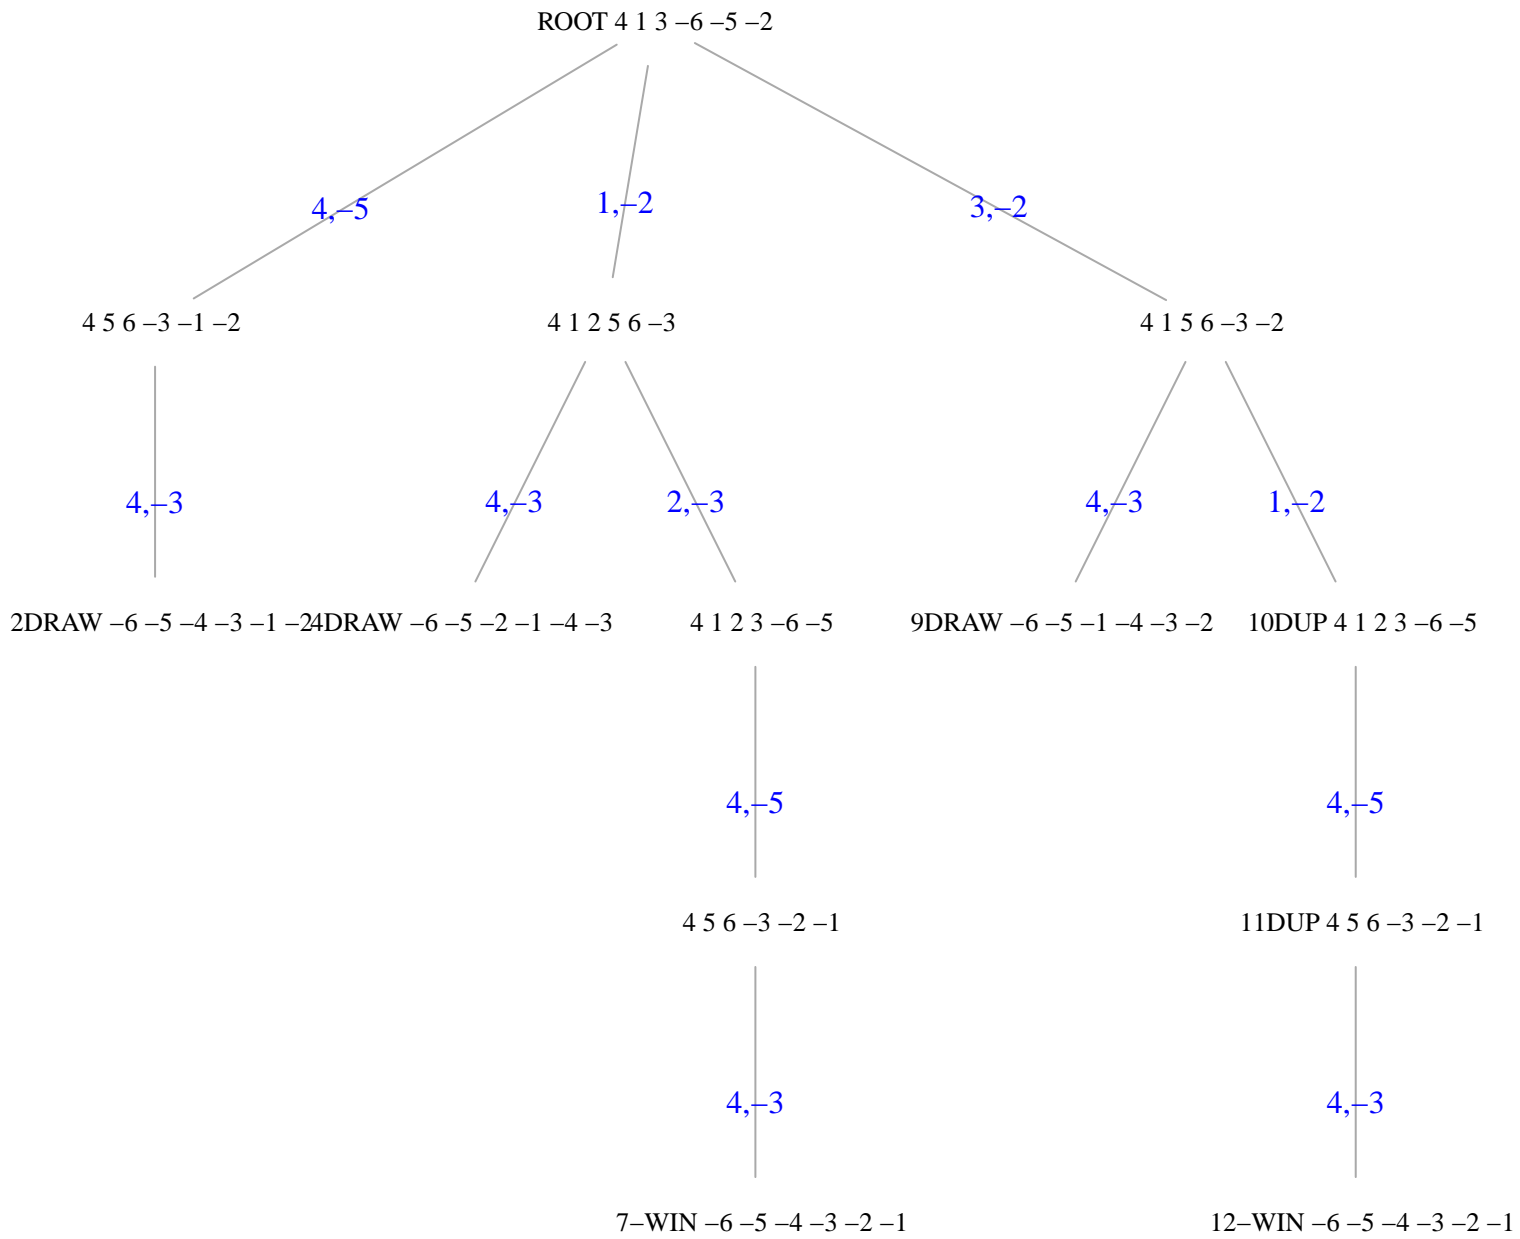 ROOT 4 1 3 –6 –5 –2
4,–5
1,–2
3,–2
4 5 6 –3 –1 –2
4 1 2 5 6 –3
4 1 5 6 –3 –2
4,–3
4,–3
2,–3
4,–3
1,–2
2DRAW –6 –5 –4 –3 –1 –2
4DRAW –6 –5 –2 –1 –4 –3
4 1 2 3 –6 –5
9DRAW –6 –5 –1 –4 –3 –2
10DUP 4 1 2 3 –6 –5
4,–5
4,–5
4 5 6 –3 –2 –1
11DUP 4 5 6 –3 –2 –1
4,–3
4,–3
7–WIN –6 –5 –4 –3 –2 –1
12–WIN –6 –5 –4 –3 –2 –1